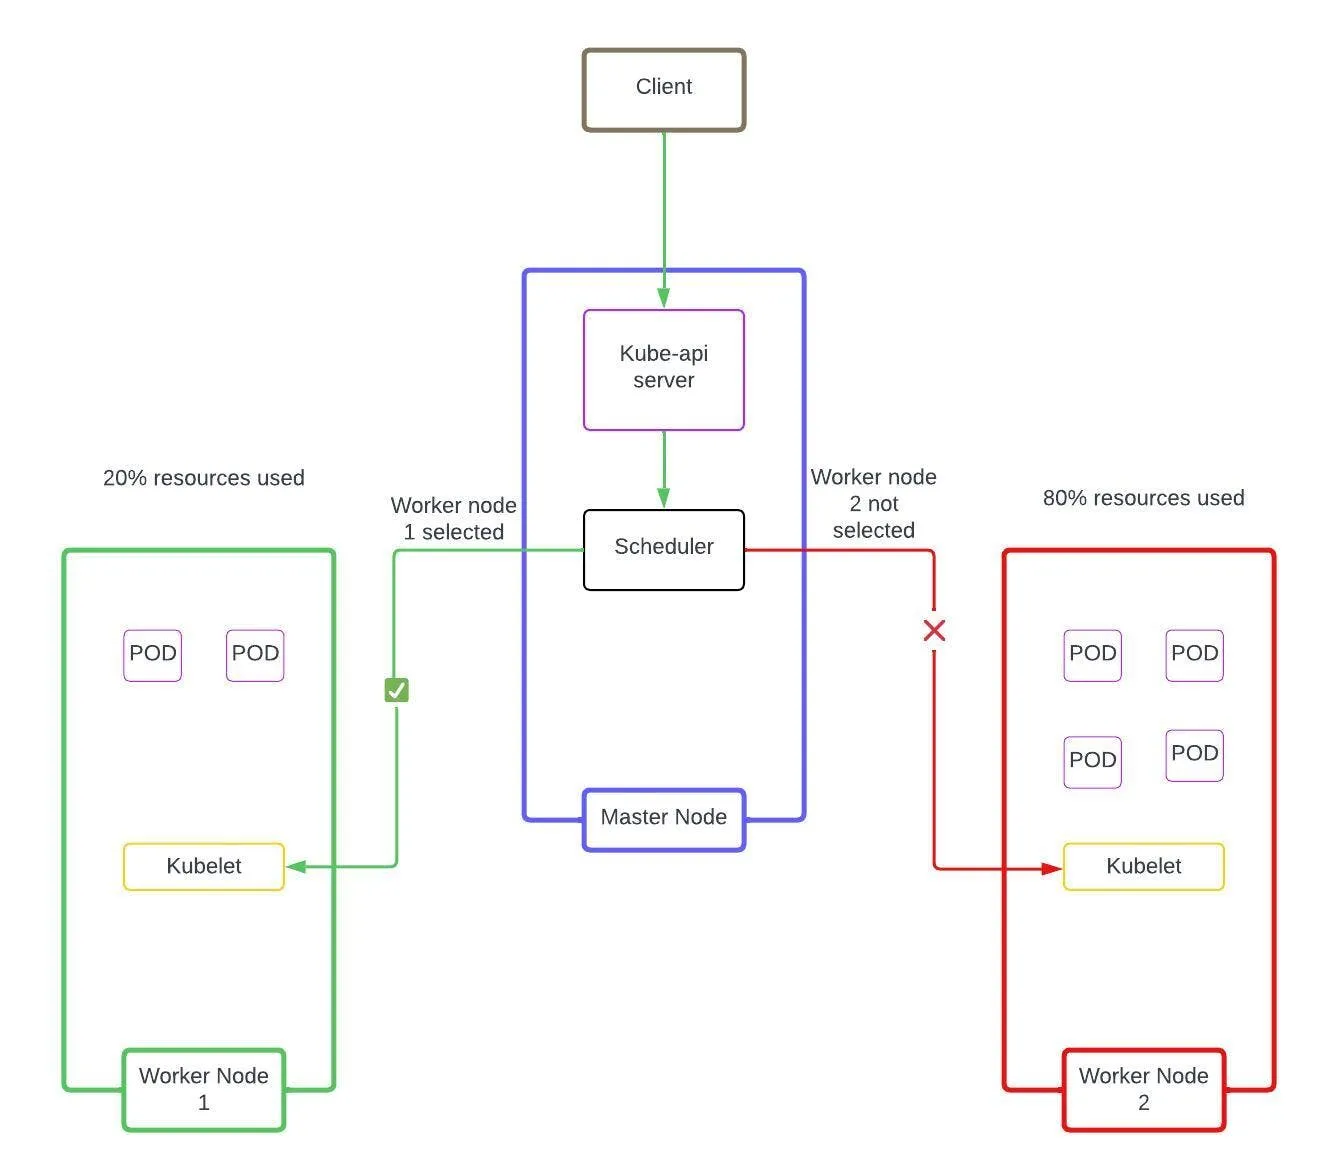 Client
Kube-api
server
20% resources used
Worker node
1 selected
Worker node
2 not
selected
80% resources used
Scheduler
POD
POD
POD
POD
POD
POD
Master Node
Kubelet
Kubelet
Worker Node
1
Worker Node
2